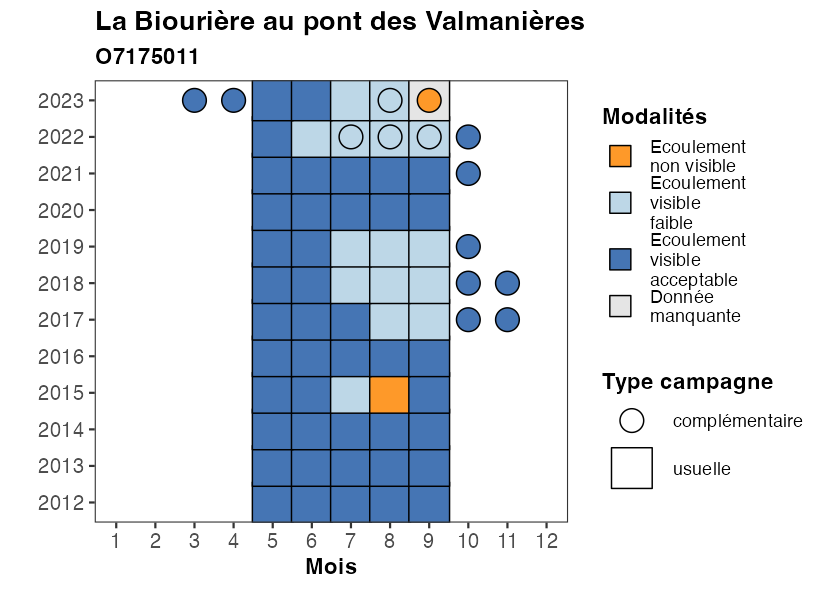 La Biourière au pont des Valmanières
O7175011
2023
2022
2021
2020
2019
2018
2017
2016
2015
2014
2013
2012
1 2 3 4 5 6 7 8 9 10 11 12
Mois
Modalités
Ecoulement
non visible
Ecoulement
visible
faible
Ecoulement
visible
acceptable
Donnée
manquante
Type campagne
complémentaire
usuelle